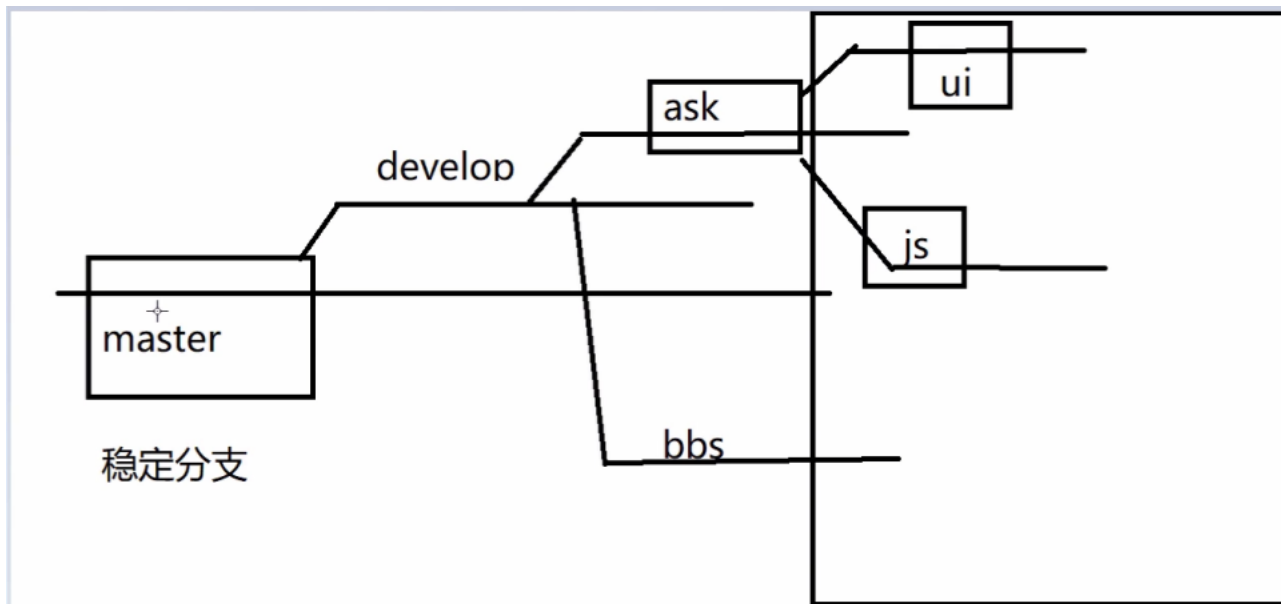 ui
ask
develop
js
master
bbs
稳定分支